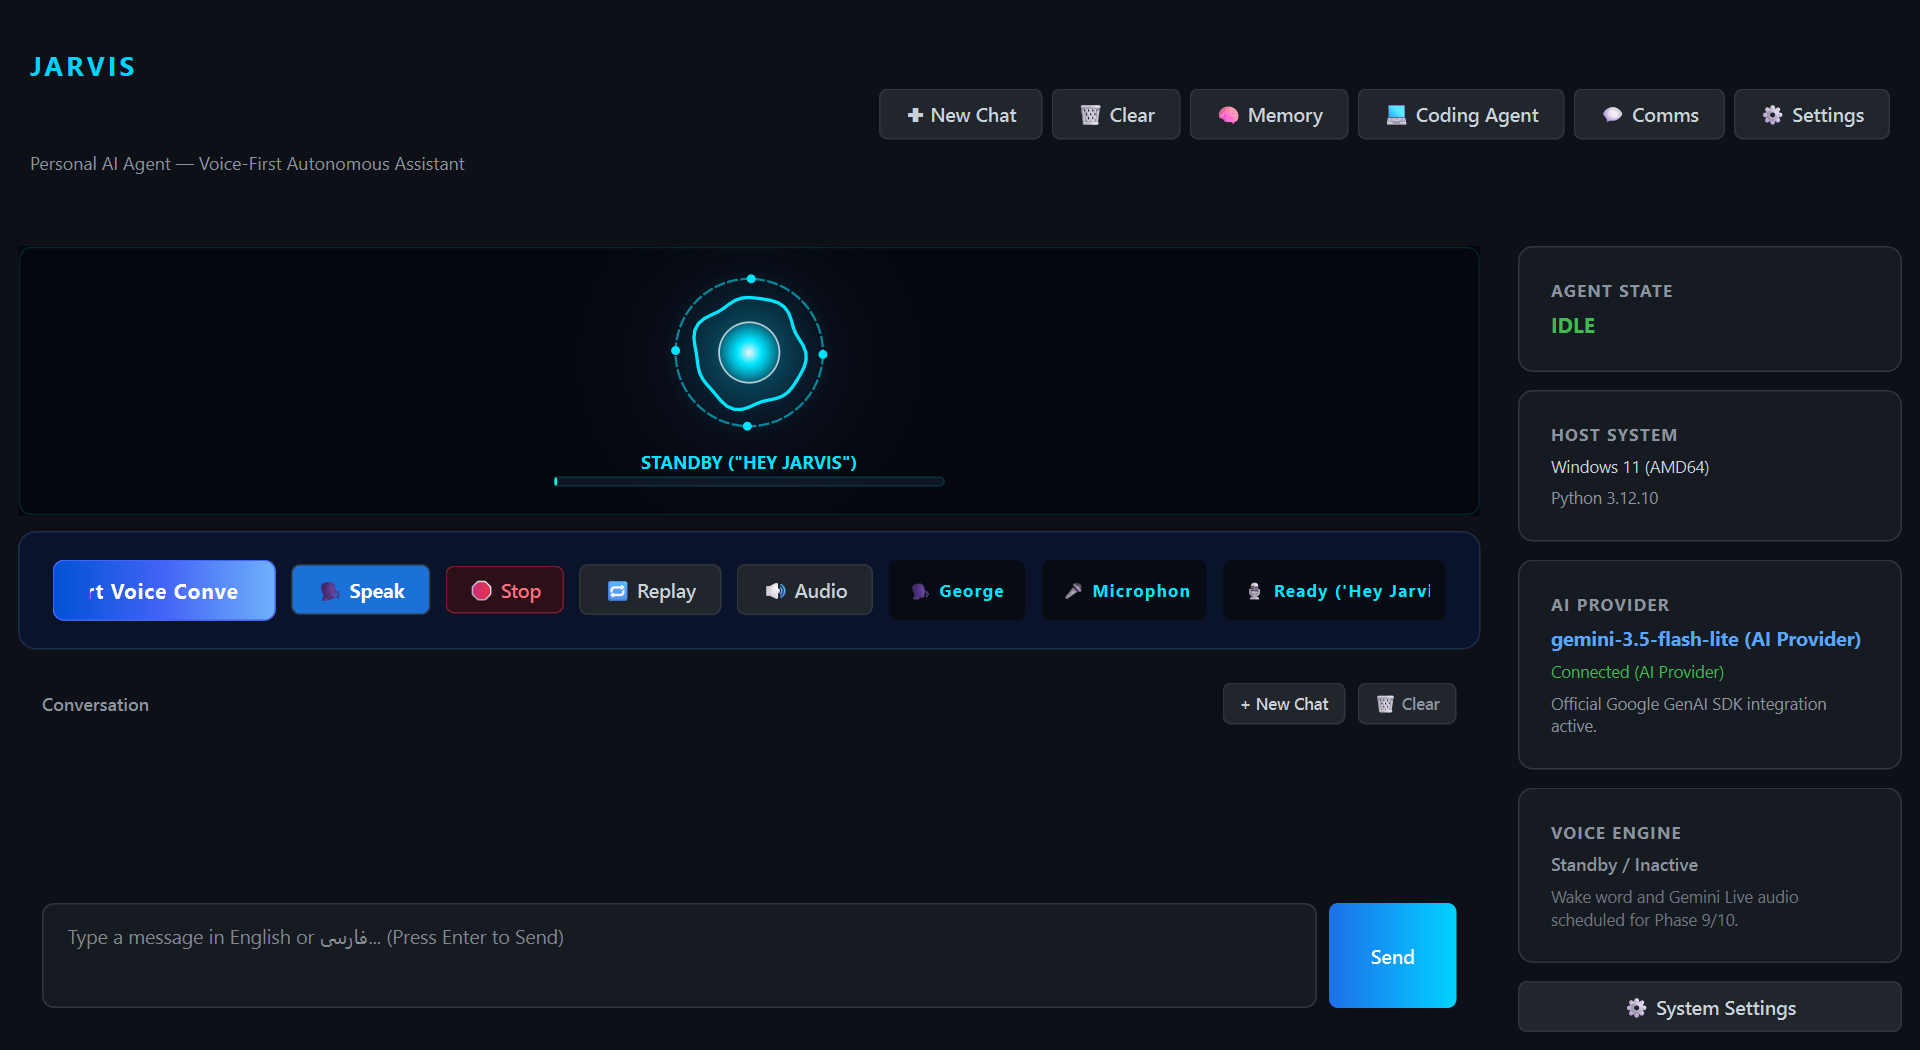 JARVIS
Personal AI Agent — Voice-First Autonomous Assistant
New Chat
Clear
Memory
Coding Agent
Comms
Settings
STANDBY ("HEY JARVIS")
rt Voice Conve
Speak
Stop
Replay
Audio
George
Microphon
Ready ('Hey Jarvi
Conversation
+ New Chat
Clear
Type a message in English or فارسی... (Press Enter to Send)
Send
AGENT STATE
IDLE
HOST SYSTEM
Windows 11 (AMD64)
Python 3.12.10
AI PROVIDER
gemini-3.5-flash-lite (AI Provider)
Connected (AI Provider)
Official Google GenAI SDK integration
active.
VOICE ENGINE
Standby / Inactive
Wake word and Gemini Live audio
scheduled for Phase 9/10.
System Settings